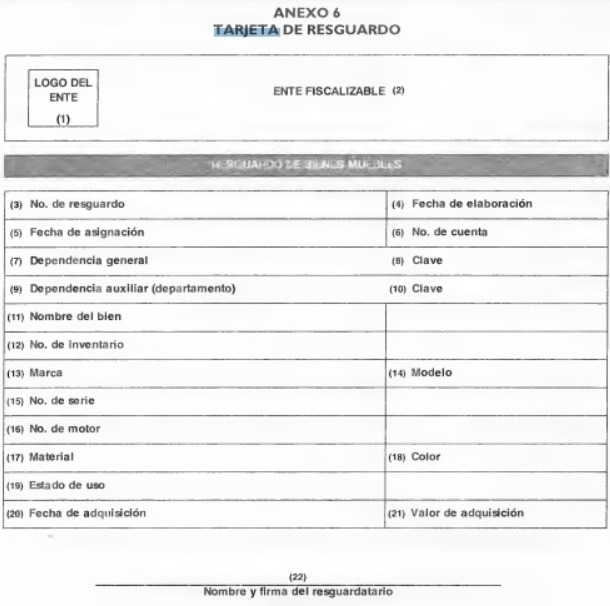 ANEXO 6
TARJETA DE RESGUARDO
LOGO DEL
ENTE
(1)
ENTE FISCALIZABLE (2)
RESGUARDO DE BIENES MUEBLES
(3) No. de resguardo (4) Fecha de elaboración
(5) Fecha de asignación (6) No. de cuenta
(7) Dependencia general (8) Clave
(9) Dependencia auxiliar (departamento) (10) Clave
(11) Nombre del bien
(12) No. de inventario
(13) Marca (14) Modelo
(15) No. de serie
(16) No. de motor
(17) Material (18) Color
(19) Estado de uso
(20) Fecha de adquisición (21) Valor de adquisición
(22)
Nombre y firma del resguardatario